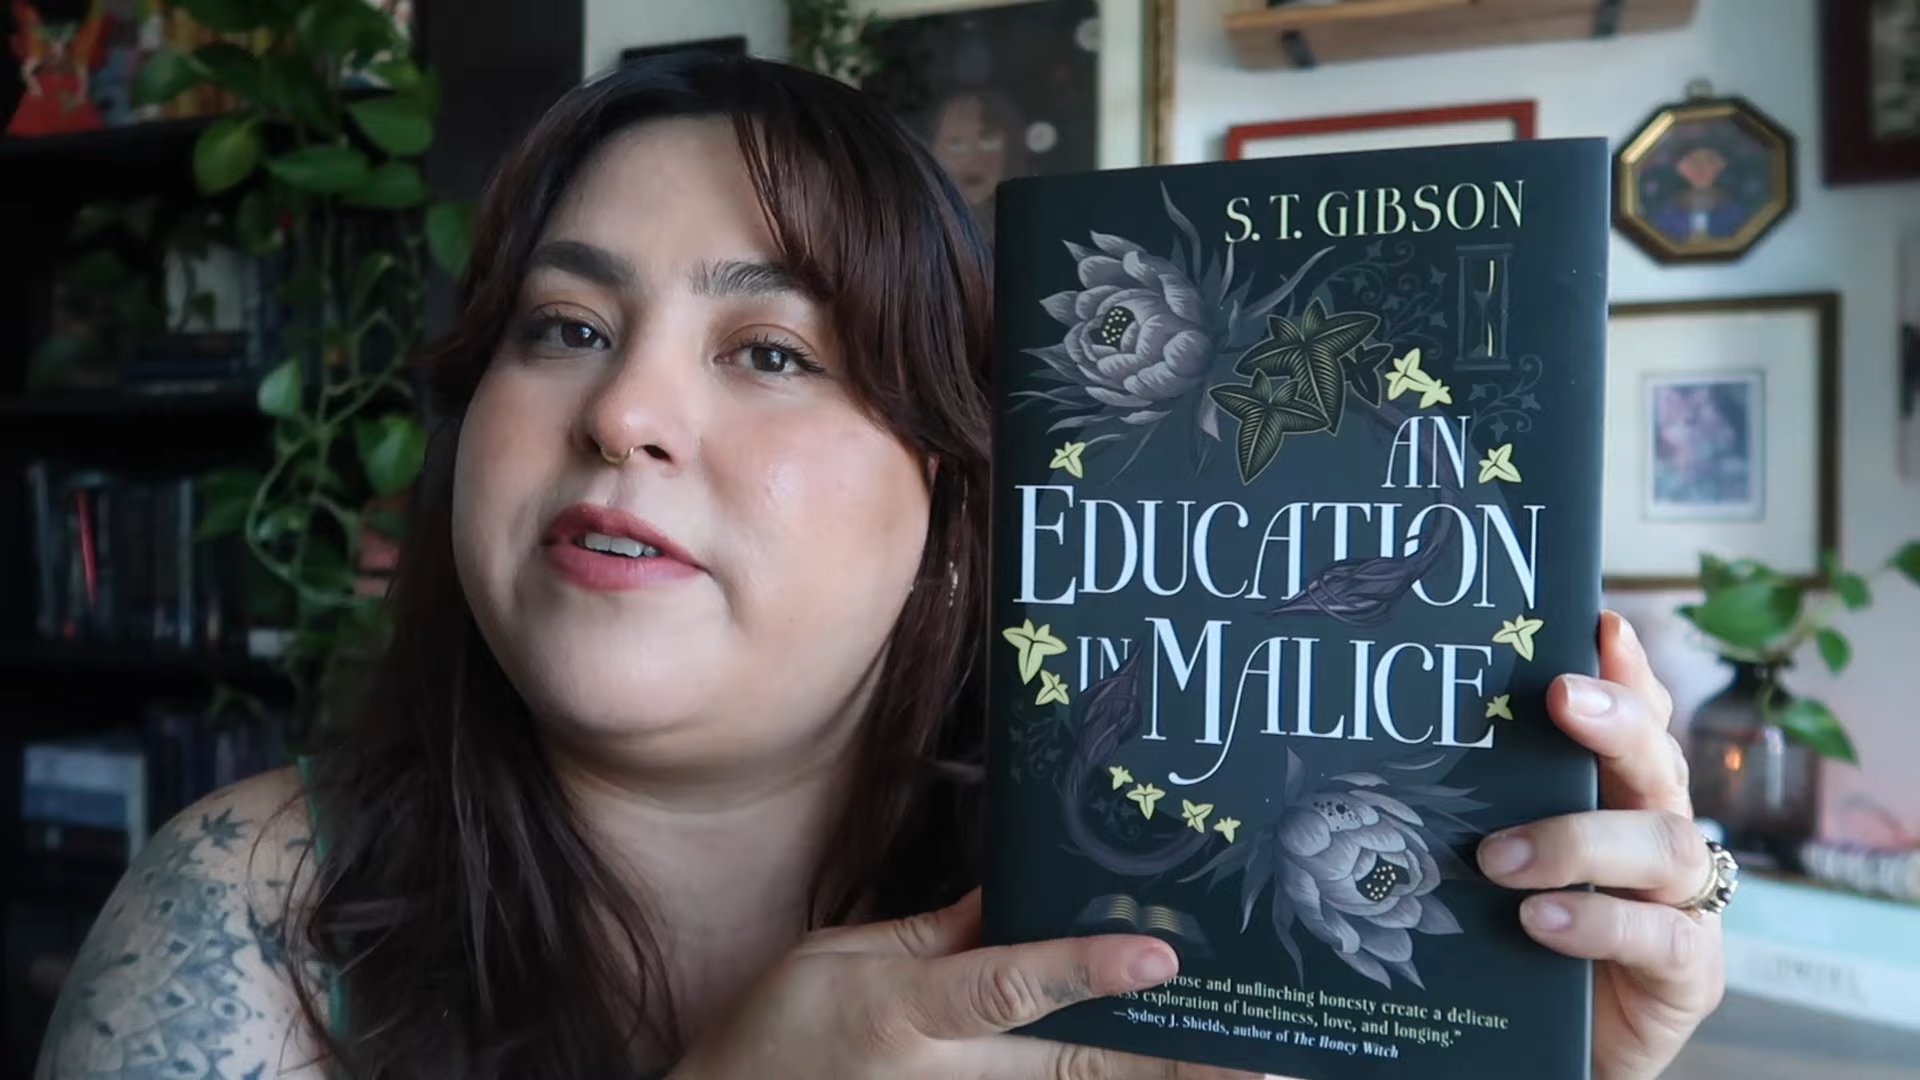 S. T. GIBSON
AN
EDUCATION
IN MALICE
prose and unflinching honesty create a delicate
exploration of loneliness, love, and longing."
—Sydney J. Shields, author of The Honey Witch